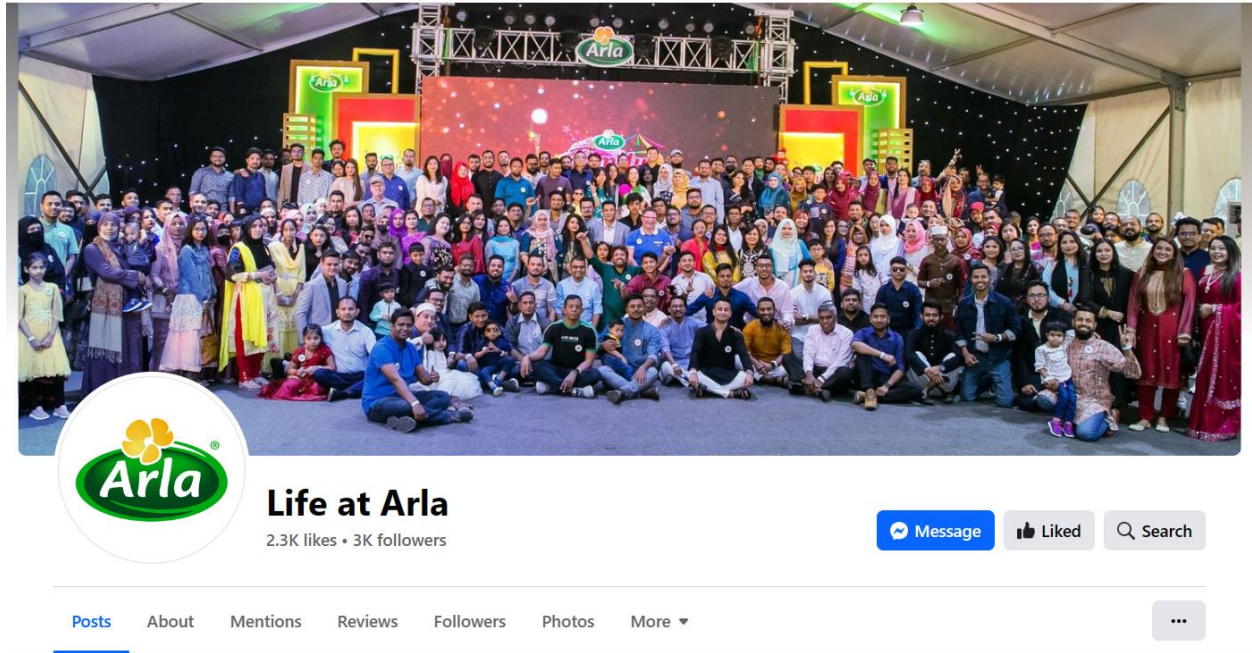 Arla
Arla
Arla
Arla
Arla
®
Life at Arla
2.3K likes • 3K followers
Message
Liked
Search
Posts
About
Mentions
Reviews
Followers
Photos
More